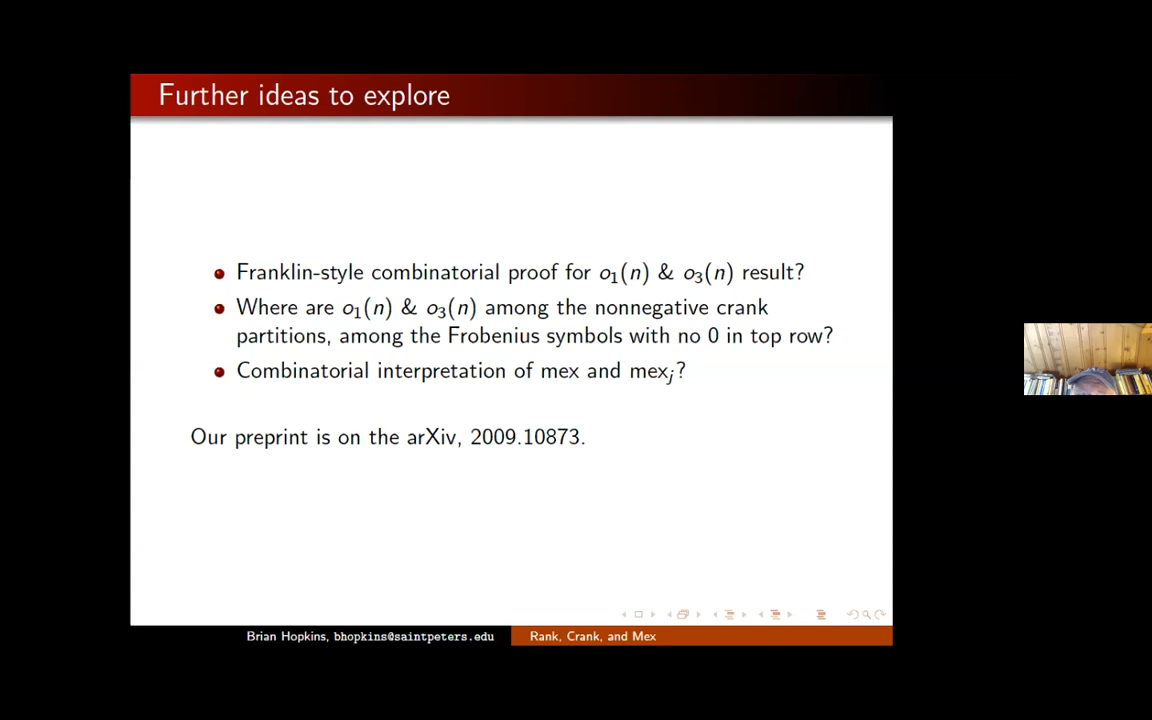 Further ideas to explore
Franklin-style combinatorial proof for o₁(n) & o₃(n) result?
Where are o₁(n) & o₃(n) among the nonnegative crank
partitions, among the Frobenius symbols with no 0 in top row?
Combinatorial interpretation of mex and mexⱼ?
Our preprint is on the arXiv, 2009.10873.
Brian Hopkins, bhopkins@saintpeters.edu
Rank, Crank, and Mex